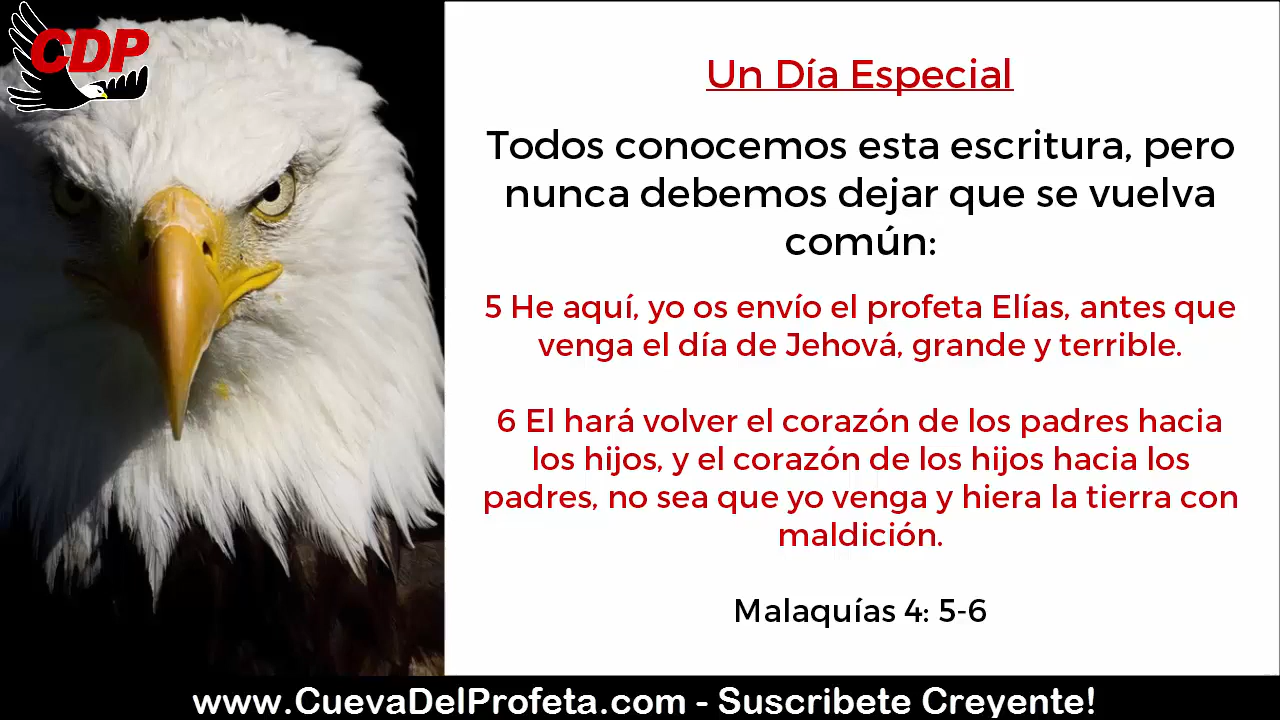 CDP
Un Día Especial
Todos conocemos esta escritura, pero
nunca debemos dejar que se vuelva
común:
5 He aquí, yo os envío el profeta Elías, antes que
venga el día de Jehová, grande y terrible.
6 El hará volver el corazón de los padres hacia
los hijos, y el corazón de los hijos hacia los
padres, no sea que yo venga y hiera la tierra con
maldición.
Malaquías 4: 5-6
www.CuevaDelProfeta.com - Suscribete Creyente!